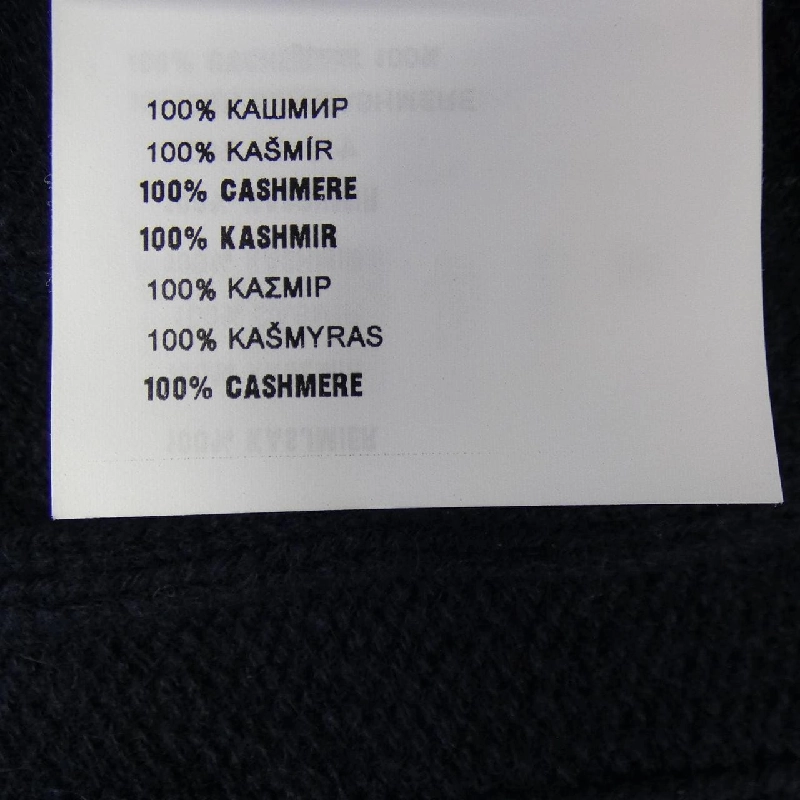 100% КАШМИР
100% KAŠMÍR
100% CASHMERE
100% KASHMIR
100% ΚΑΣΜΙΡ
100% KAŠMYRAS
100% CASHMERE